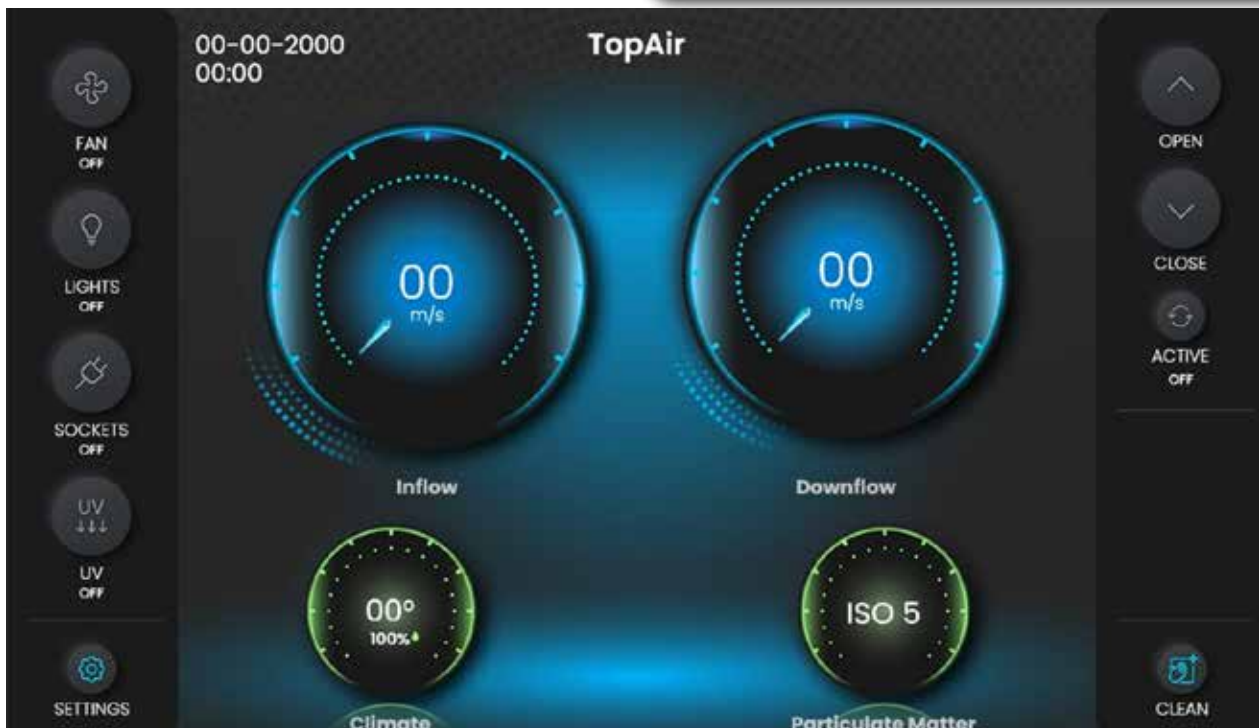 00-00-2000
00:00
TopAir
FAN
OFF
LIGHTS
OFF
SOCKETS
OFF
UV
UV
OFF
SETTINGS
00
m/s
Inflow
00
m/s
Downflow
00°
100%
Climate
ISO 5
Particulate Matter
OPEN
CLOSE
ACTIVE
OFF
CLEAN